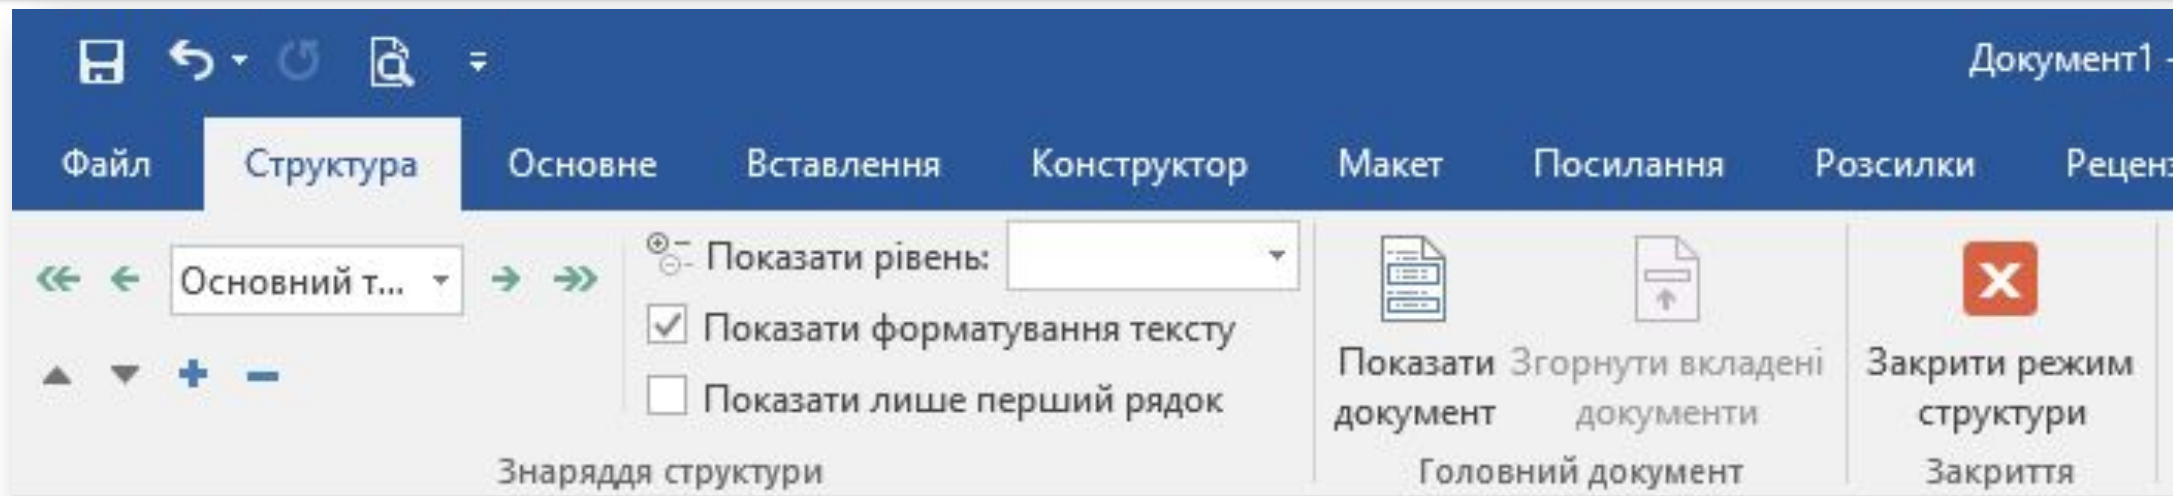 Документ1 -
Файл Структура Основне Вставлення Конструктор Макет Посилання Розсилки Реценз
Основний т...
Показати рівень:
Показати форматування тексту
Показати лише перший рядок
Знаряддя структури
Показати
документ
Згорнути вкладені
документи
Головний документ
Закрити режим
структури
Закриття